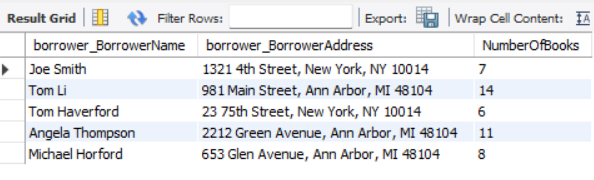 Result Grid Filter Rows: Export: Wrap Cell Content: IA
borrower_BorrowerName borrower_BorrowerAddress NumberOfBooks
Joe Smith 1321 4th Street, New York, NY 10014 7
Tom Li 981 Main Street, Ann Arbor, MI 48104 14
Tom Haverford 23 75th Street, New York, NY 10014 6
Angela Thompson 2212 Green Avenue, Ann Arbor, MI 48104 11
Michael Horford 653 Glen Avenue, Ann Arbor, MI 48104 8